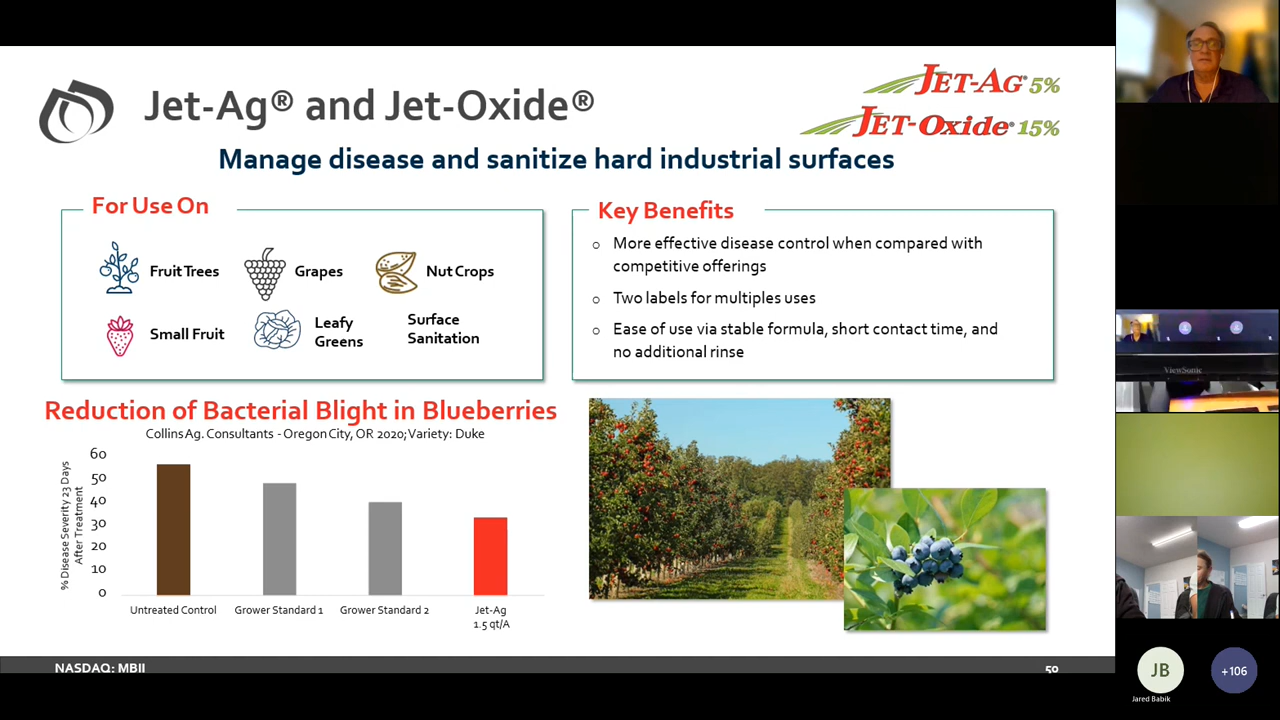 Jet-Ag® and Jet-Oxide®
JET-AG® 5%
JET-Oxide® 15%
Manage disease and sanitize hard industrial surfaces
For Use On
Fruit Trees
Grapes
Nut Crops
Small Fruit
Leafy
Greens
Surface
Sanitation
Key Benefits
o More effective disease control when compared with
competitive offerings
o Two labels for multiples uses
o Ease of use via stable formula, short contact time, and
no additional rinse
Reduction of Bacterial Blight in Blueberries
Collins Ag. Consultants - Oregon City, OR 2020; Variety: Duke
% Disease Severity 23 Days
After Treatment
60
50
40
30
20
10
0
Untreated Control
Grower Standard 1
Grower Standard 2
Jet-Ag
1.5 qt/A
NASDAQ: MBII
50
ViewSonic
JB
Jared Babik
+106